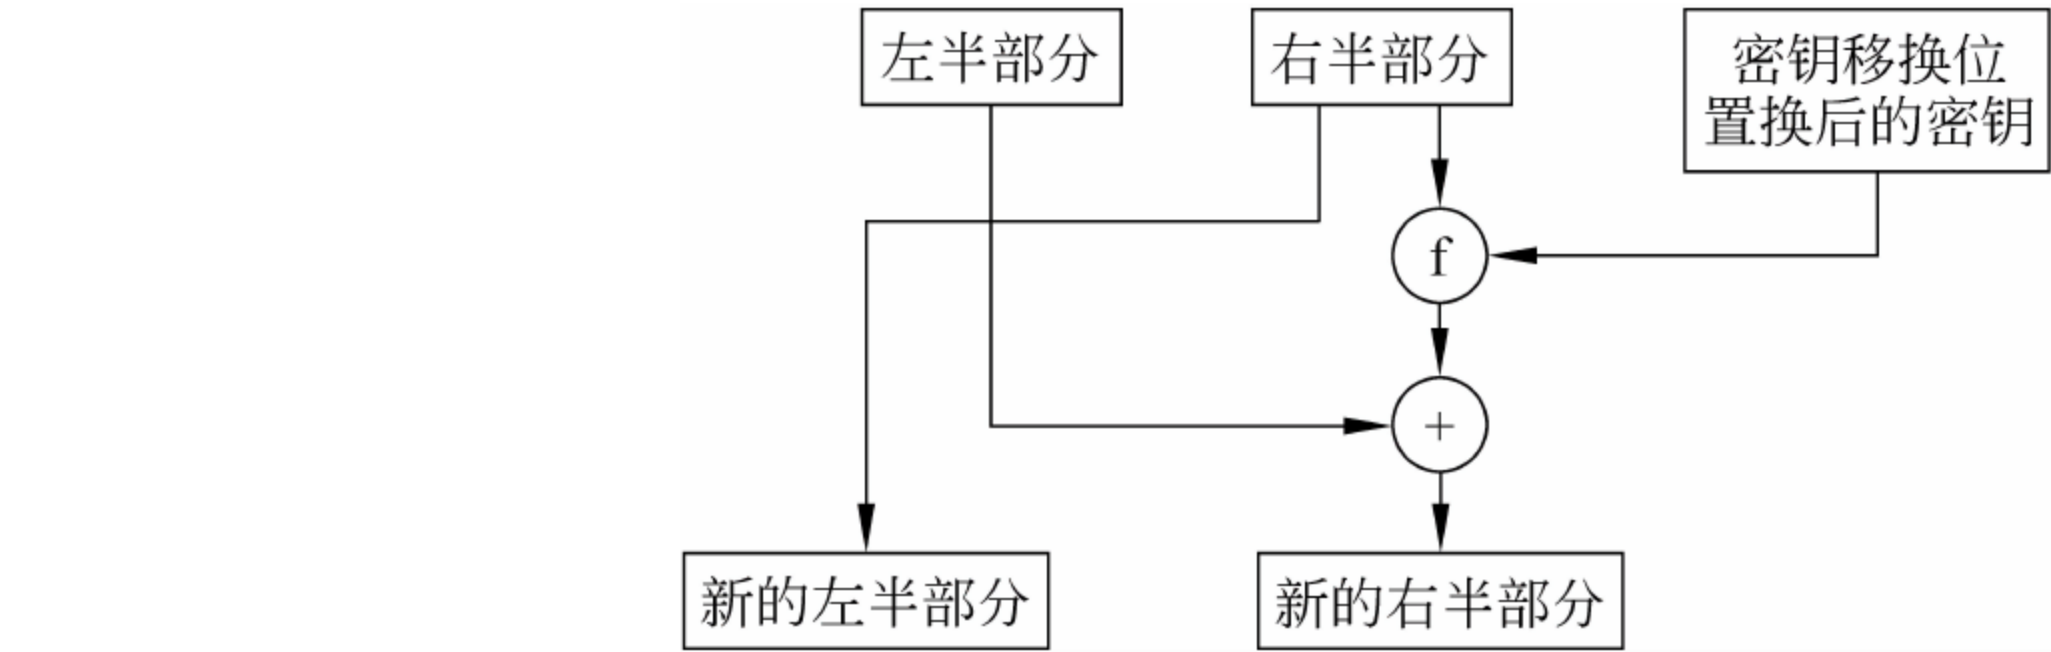 左半部分
右半部分
密钥移换位
置换后的密钥
f
+
新的左半部分
新的右半部分